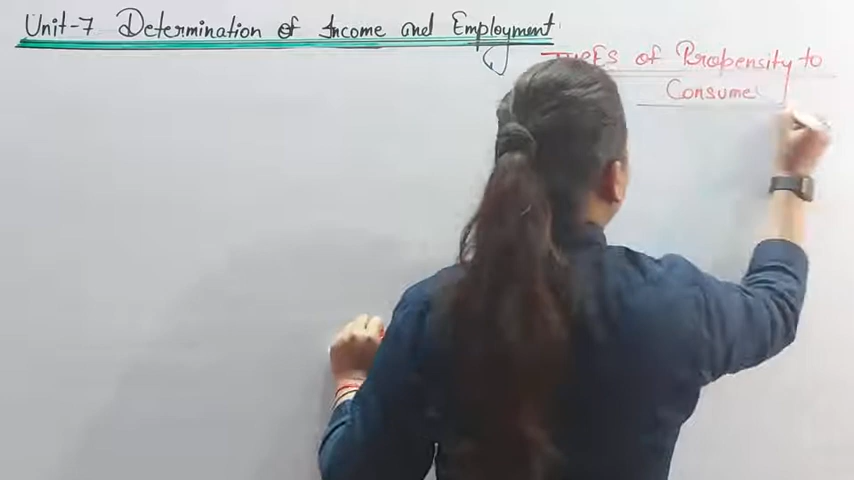 Unit-7 Determination of Income and Employment
TYPES of Propensity to
Consume